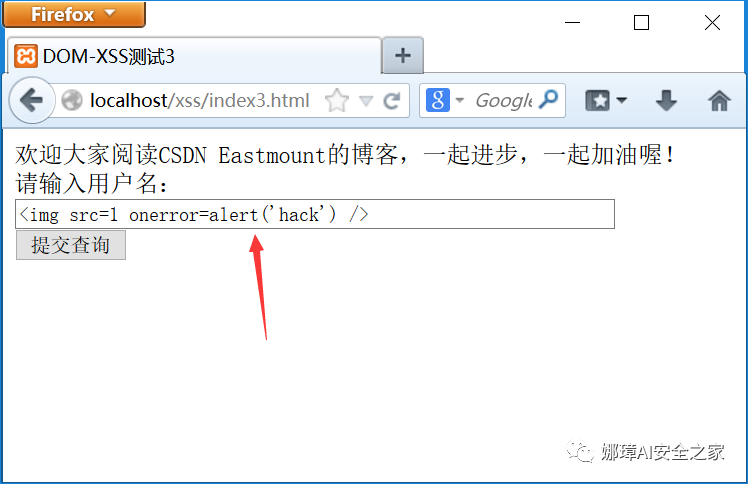 Firefox
DOM-XSS测试3
localhost/xss/index3.html
Google
欢迎大家阅读CSDN Eastmount的博客，一起进步，一起加油喔！
请输入用户名：
<img src=1 onerror=alert('hack') />
提交查询
娜璋AI安全之家